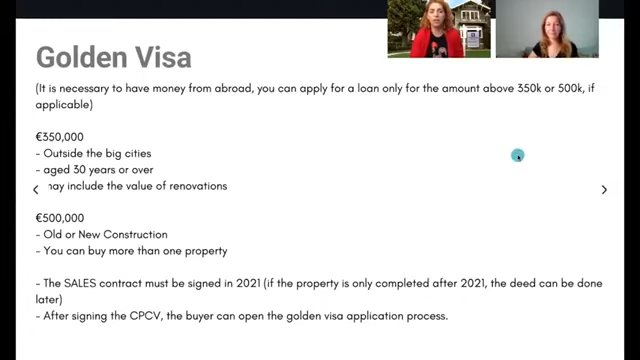 Golden Visa
(It is necessary to have money from abroad, you can apply for a loan only for the amount above 350k or 500k, if
applicable)
€350,000
- Outside the big cities
- aged 30 years or over
may include the value of renovations
€500,000
- Old or New Construction
- You can buy more than one property
- The SALES contract must be signed in 2021 (if the property is only completed after 2021, the deed can be done
later)
- After signing the CPCV, the buyer can open the golden visa application process.